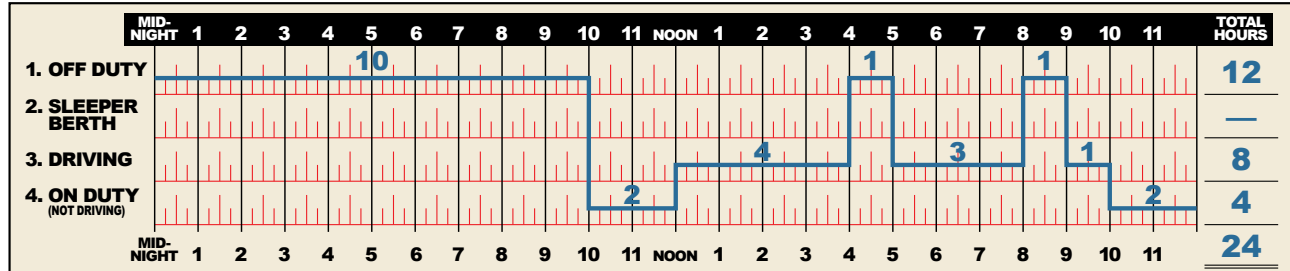 MID-NIGHT 1 2 3 4 5 6 7 8 9 10 11 NOON 1 2 3 4 5 6 7 8 9 10 11 TOTAL HOURS
1. OFF DUTY 10 1 1 12
2. SLEEPER BERTH —
3. DRIVING 4 3 1 8
4. ON DUTY (NOT DRIVING) 2 2 4
MID-NIGHT 1 2 3 4 5 6 7 8 9 10 11 NOON 1 2 3 4 5 6 7 8 9 10 11 24